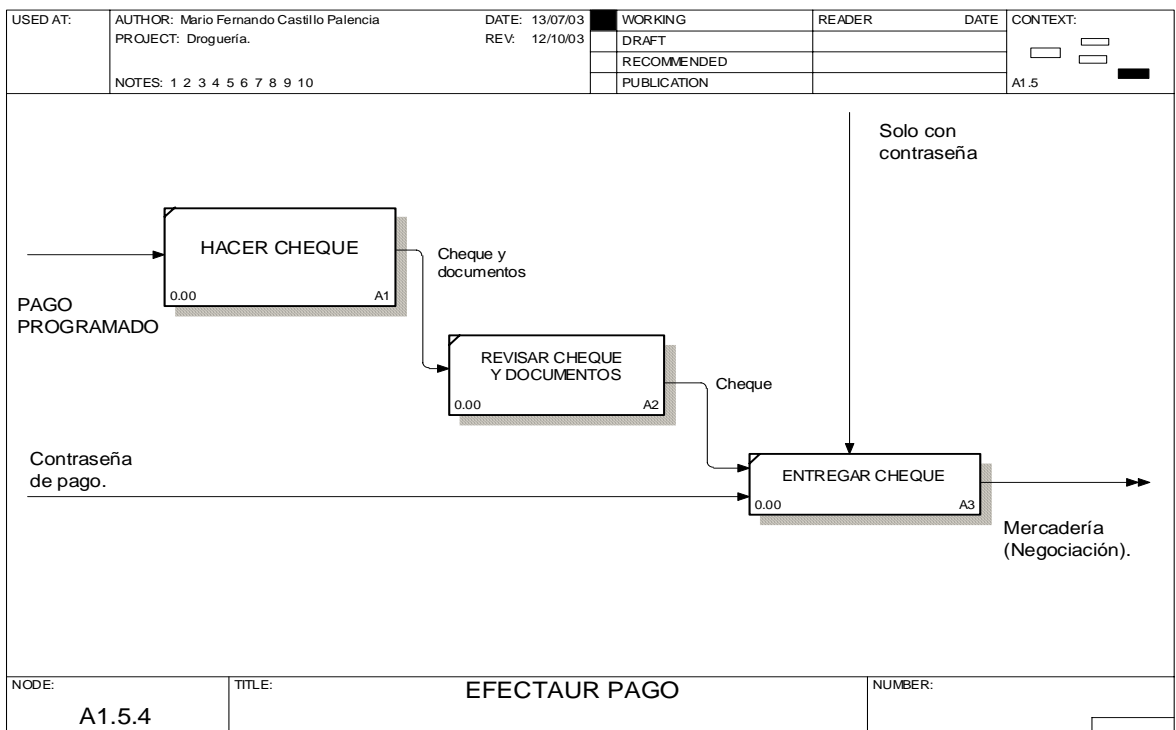 USED AT:
AUTHOR: Mario Fernando Castillo Palencia
DATE: 13/07/03
PROJECT: Droguería.
REV: 12/10/03
NOTES: 1 2 3 4 5 6 7 8 9 10
WORKING
DRAFT
RECOMMENDED
PUBLICATION
READER
DATE
CONTEXT:
A1.5
Solo con
contraseña
HACER CHEQUE
0.00
A1
Cheque y
documentos
PAGO
PROGRAMADO
REVISAR CHEQUE
Y DOCUMENTOS
0.00
A2
Cheque
Contraseña
de pago.
ENTREGAR CHEQUE
0.00
A3
Mercadería
(Negociación).
NODE:
A1.5.4
TITLE:
EFECTAUR PAGO
NUMBER: